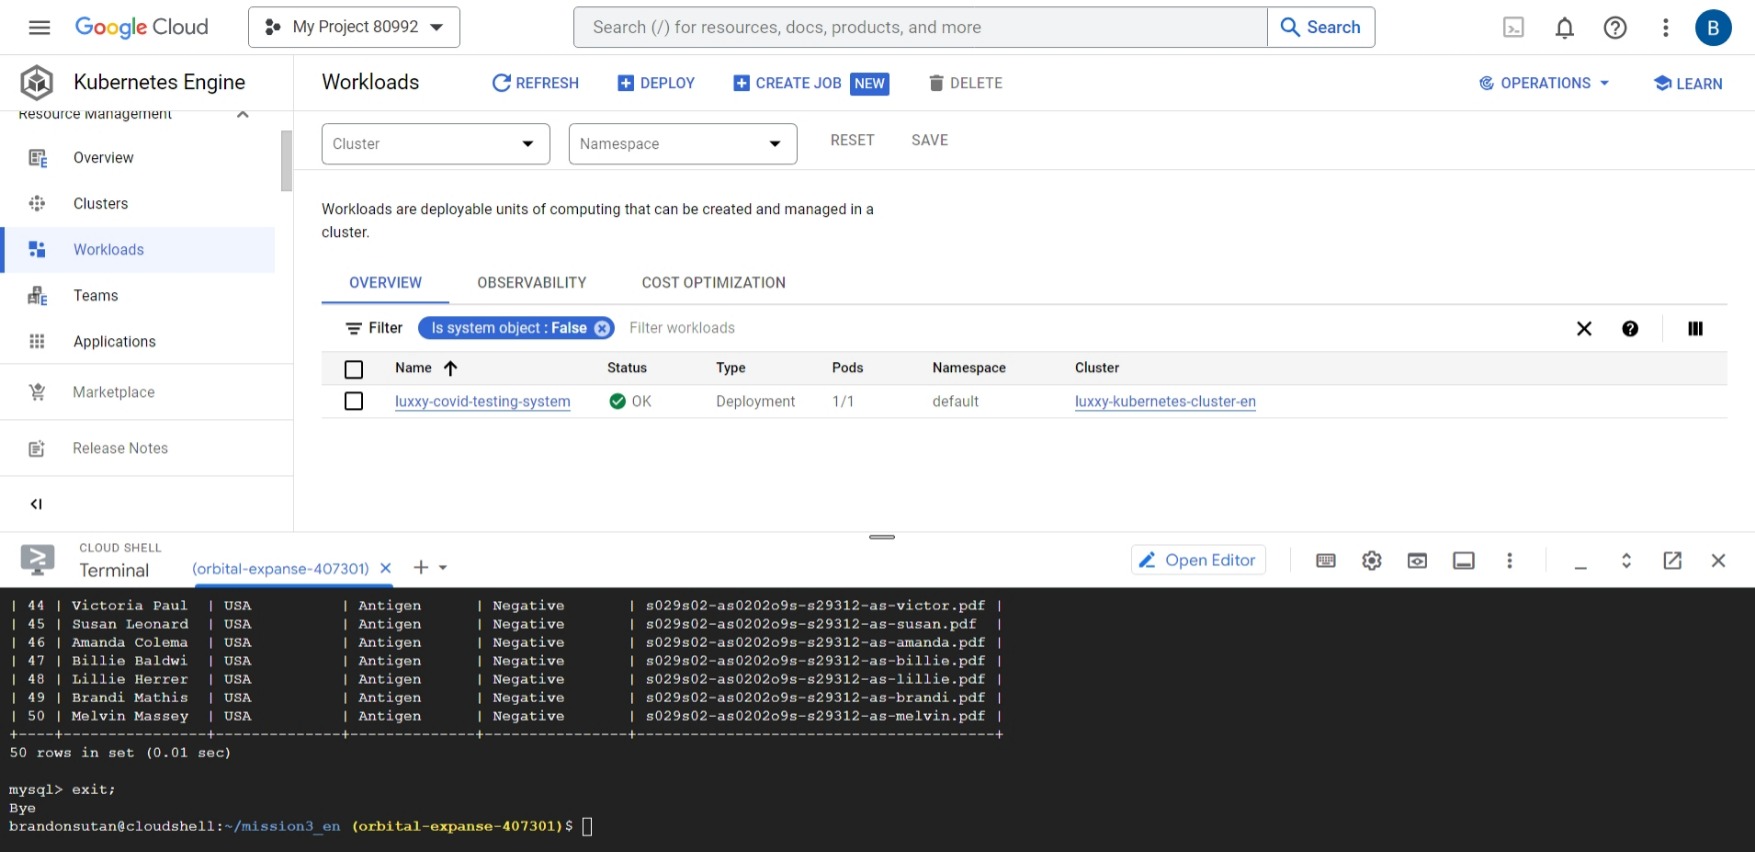 Google Cloud
My Project 80992
Search (/) for resources, docs, products, and more
Search
B
Kubernetes Engine
Workloads
REFRESH
DEPLOY
CREATE JOB NEW
DELETE
OPERATIONS
LEARN
Resource Management
Overview
Clusters
Workloads
Teams
Applications
Marketplace
Release Notes
Cluster
Namespace
RESET
SAVE
Workloads are deployable units of computing that can be created and managed in a
cluster.
OVERVIEW
OBSERVABILITY
COST OPTIMIZATION
Filter
Is system object : False
Filter workloads
Name Status Type Pods Namespace Cluster
luxxy-covid-testing-system OK Deployment 1/1 default luxxy-kubernetes-cluster-en
CLOUD SHELL
Terminal
(orbital-expanse-407301)
Open Editor
| 44 | Victoria Paul | USA | Antigen | Negative | s029s02-as0202o9s-s29312-as-victor.pdf |
| 45 | Susan Leonard | USA | Antigen | Negative | s029s02-as0202o9s-s29312-as-susan.pdf |
| 46 | Amanda Colema | USA | Antigen | Negative | s029s02-as0202o9s-s29312-as-amanda.pdf |
| 47 | Billie Baldwi | USA | Antigen | Negative | s029s02-as0202o9s-s29312-as-billie.pdf |
| 48 | Lillie Herrer | USA | Antigen | Negative | s029s02-as0202o9s-s29312-as-lillie.pdf |
| 49 | Brandi Mathis | USA | Antigen | Negative | s029s02-as0202o9s-s29312-as-brandi.pdf |
| 50 | Melvin Massey | USA | Antigen | Negative | s029s02-as0202o9s-s29312-as-melvin.pdf |
+----+----------------+--------------+--------------+----------------+----------------------------------------+
50 rows in set (0.01 sec)
mysql> exit;
Bye
brandonsutan@cloudshell:~/mission3_en (orbital-expanse-407301)$